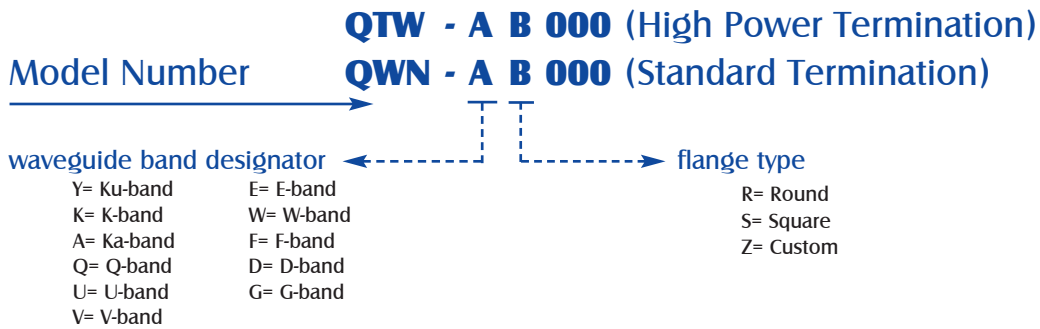 QTW - A B 000 (High Power Termination)
Model Number QWN - A B 000 (Standard Termination)
waveguide band designator
Y= Ku-band
K= K-band
A= Ka-band
Q= Q-band
U= U-band
V= V-band
E= E-band
W= W-band
F= F-band
D= D-band
G= G-band
flange type
R= Round
S= Square
Z= Custom